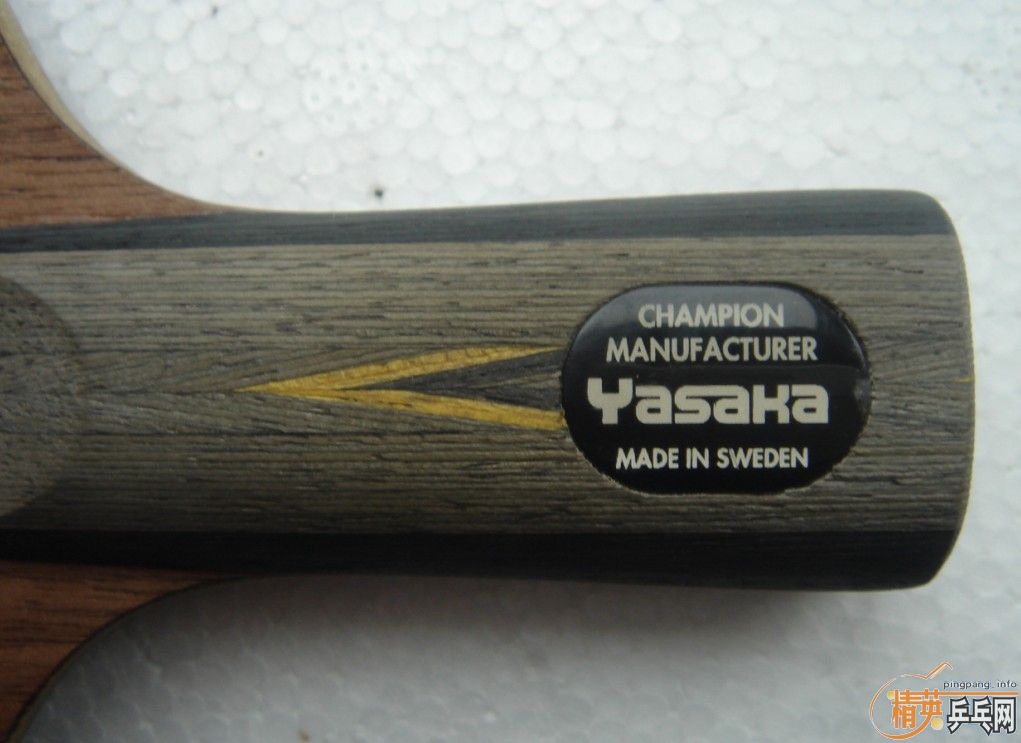 CHAMPION
MANUFACTURER
Yasaka
MADE IN SWEDEN
pingpang.info
精英乒乓网